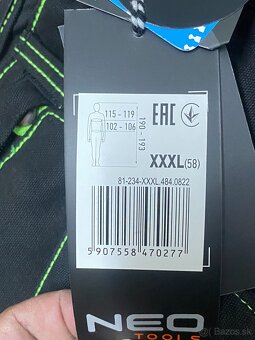 115 - 119
102 - 106
190 - 193
EAC
XXXL(58)
81-234-XXXL 484.0822
5 907558 470277
NEO
TOOLS
bazos.sk